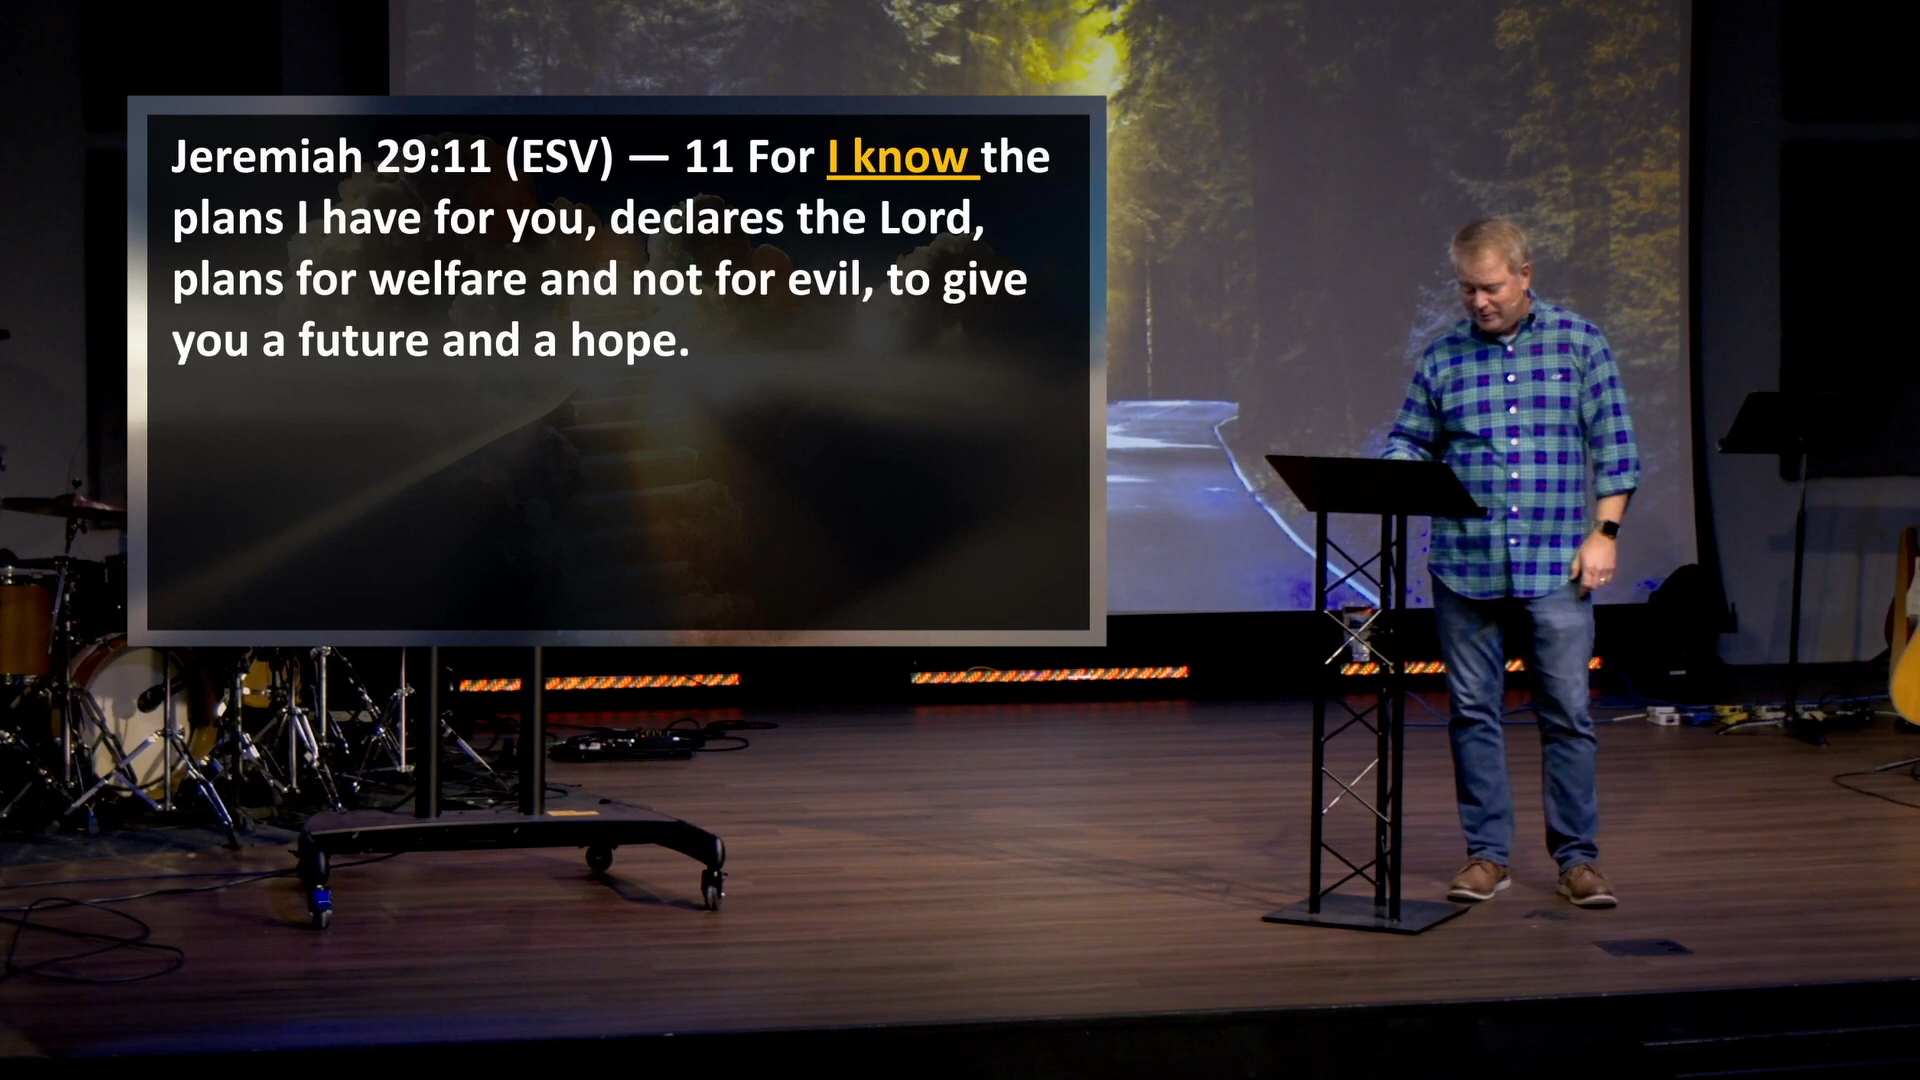 Jeremiah 29:11 (ESV) — 11 For I know the
plans I have for you, declares the Lord,
plans for welfare and not for evil, to give
you a future and a hope.